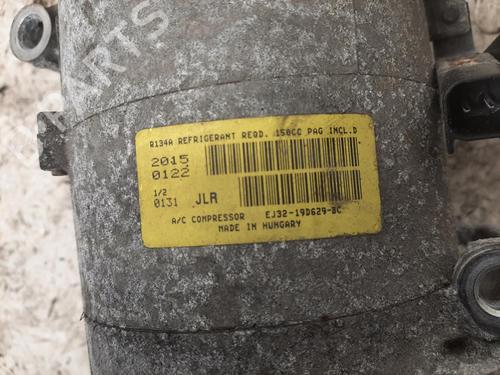 R134A REFRIGERANT REQD. 150CC PAG INCL.D
2015
0122
1/2
0131 JLR
A/C COMPRESSOR EJ32-19D629-BC
MADE IN HUNGARY